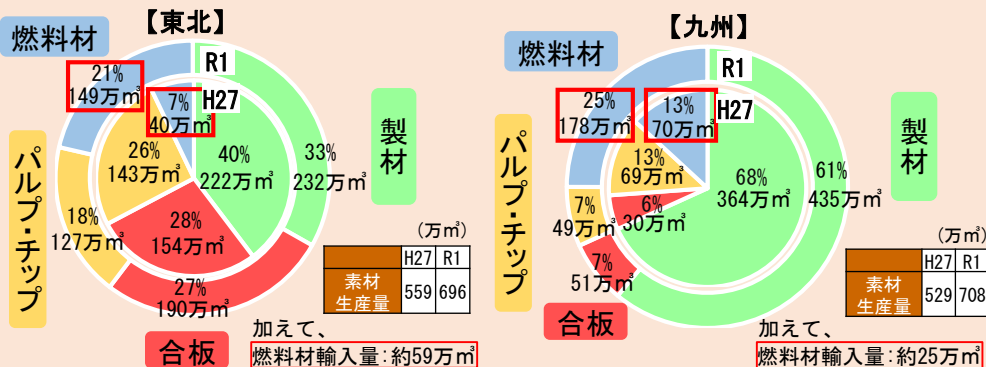 【東北】
燃料材
R1
H27
21%
149万㎥
7%
40万㎥
製材
33%
232万㎥
40%
222万㎥
パルプ・チップ
26%
143万㎥
18%
127万㎥
28%
154万㎥
27%
190万㎥
合板
(万㎥)
H27 R1
素材
生産量 559 696
加えて、
燃料材輸入量:約59万㎥
【九州】
燃料材
R1
H27
25%
178万㎥
13%
70万㎥
製材
61%
435万㎥
68%
364万㎥
パルプ・チップ
13%
69万㎥
7%
49万㎥
6%
30万㎥
7%
51万㎥
合板
(万㎥)
H27 R1
素材
生産量 529 708
加えて、
燃料材輸入量:約25万㎥